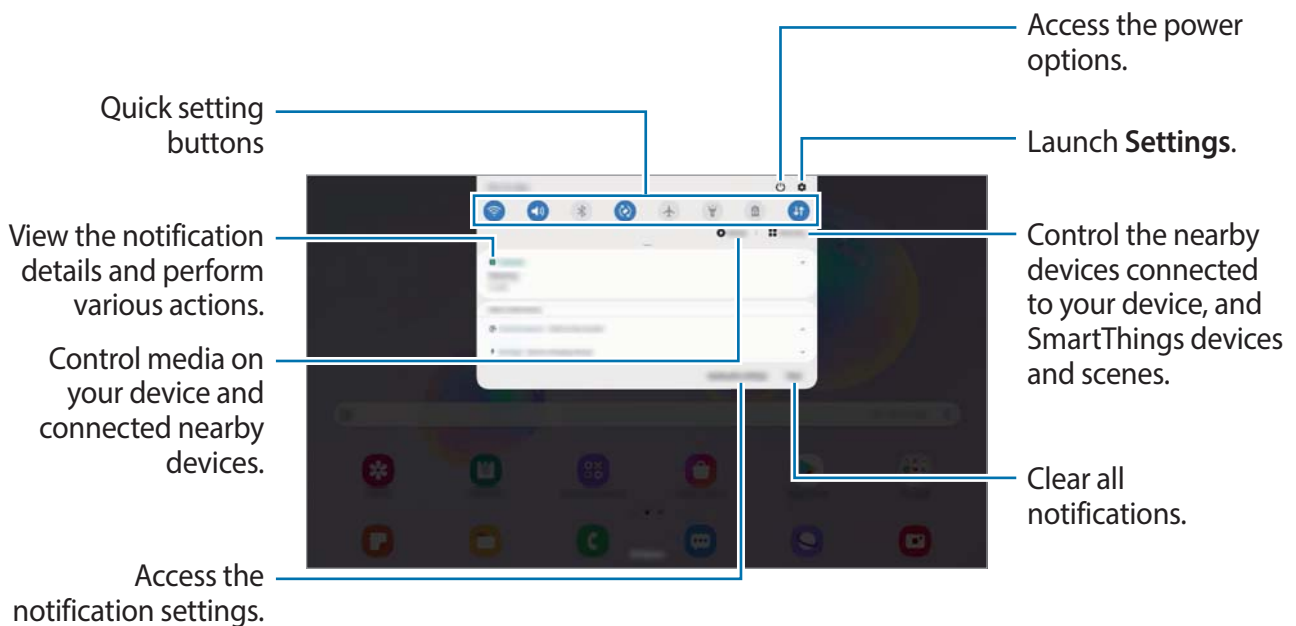 Access the power
options.
Quick setting
buttons
Launch Settings.
View the notification
details and perform
various actions.
Control the nearby
devices connected
to your device, and
SmartThings devices
and scenes.
Control media on
your device and
connected nearby
devices.
Clear all
notifications.
Access the
notification settings.